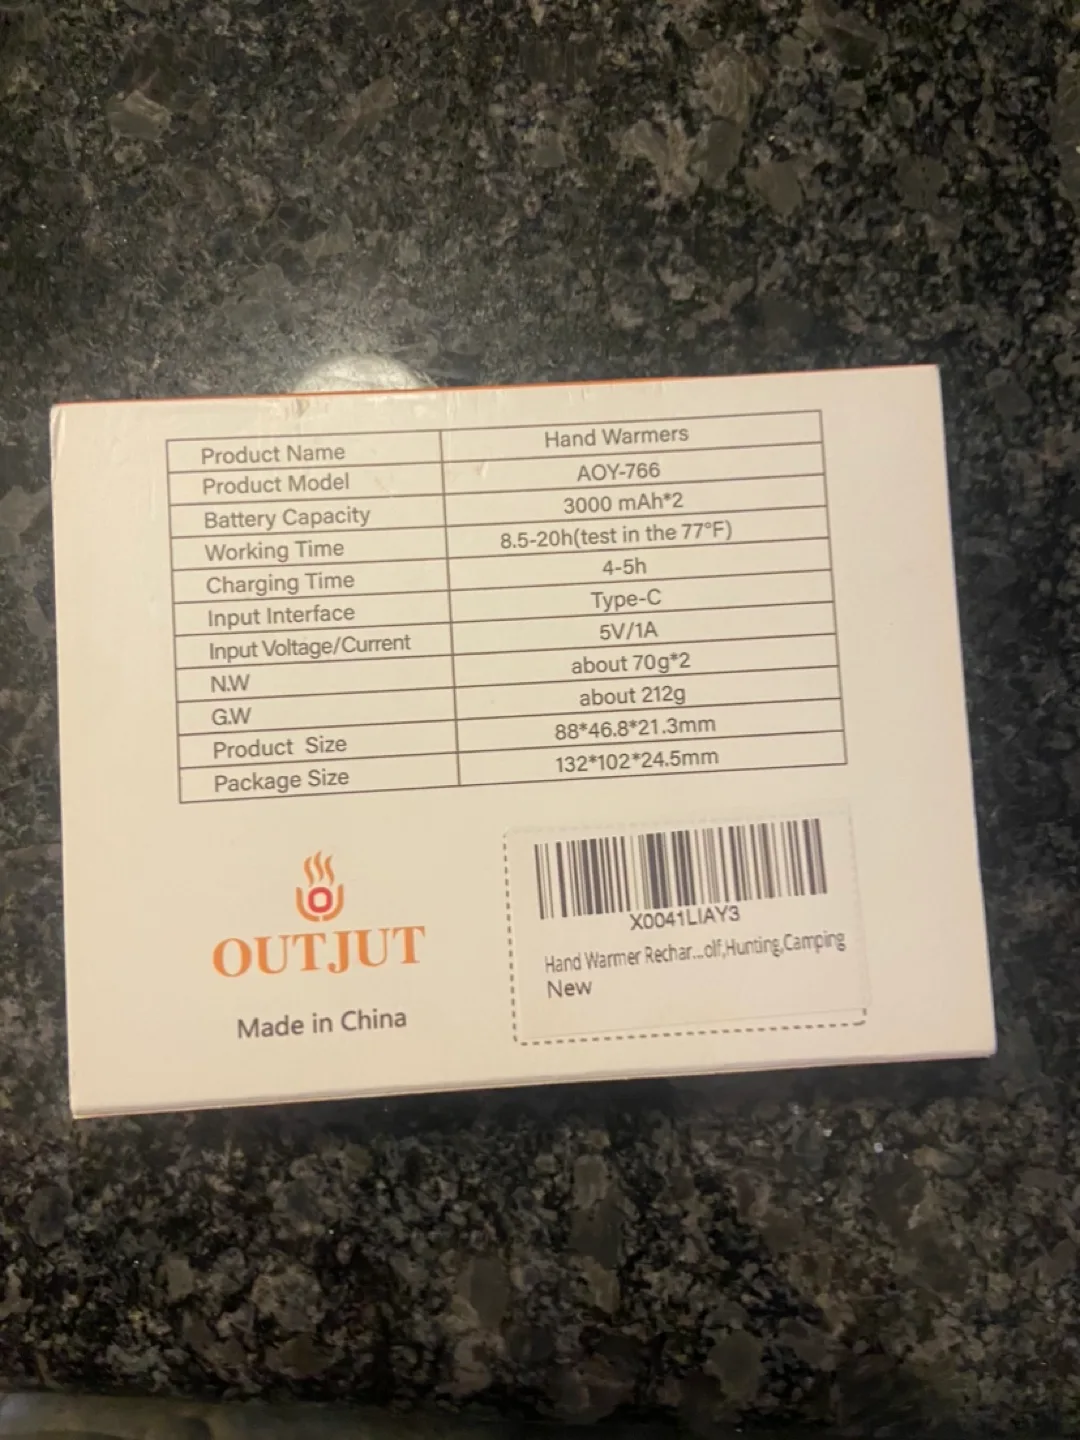 Product Name Hand Warmers
Product Model AOY-766
Battery Capacity 3000 mAh*2
Working Time 8.5-20h(test in the 77°F)
Charging Time 4-5h
Input Interface Type-C
Input Voltage/Current 5V/1A
N.W about 70g*2
G.W about 212g
Product Size 88*46.8*21.3mm
Package Size 132*102*24.5mm
OUTJUT
Made in China
X0041LIAY3
Hand Warmer Rechar...olf,Hunting,Camping
New